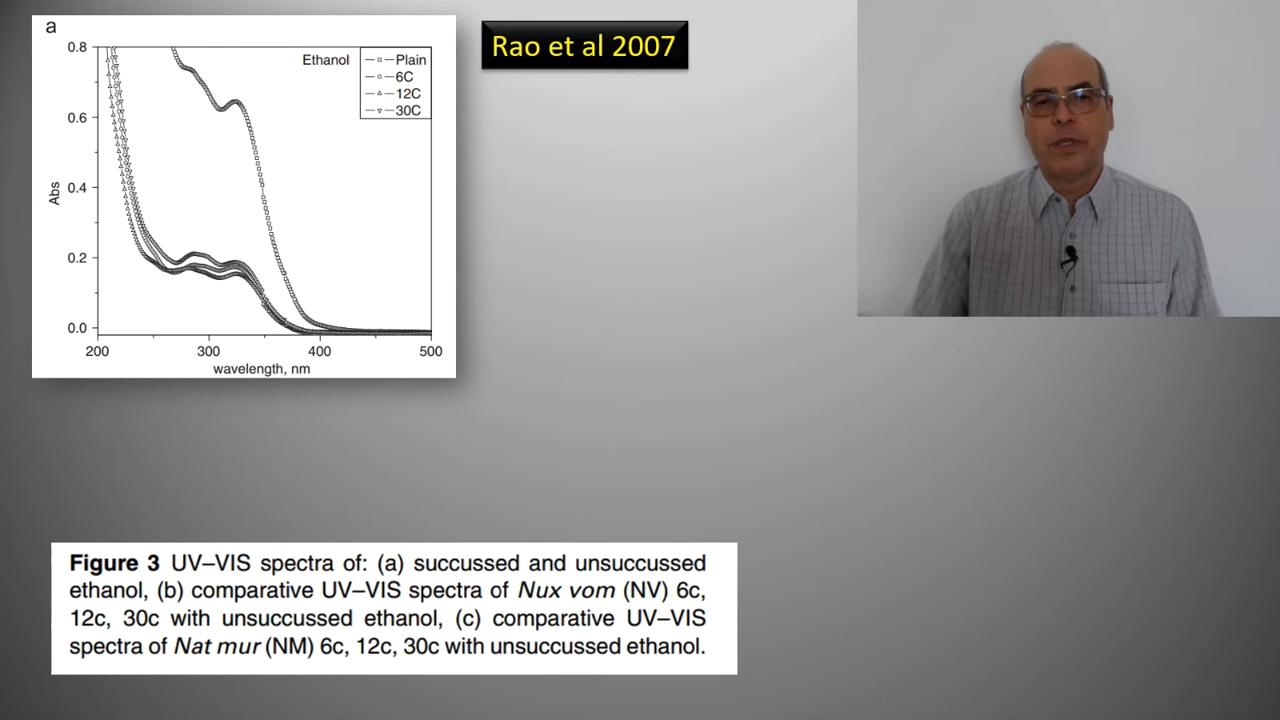 a
Rao et al 2007
0.8
0.6
0.4
0.2
0.0
Abs
Ethanol
Plain
6C
12C
30C
200
300
400
500
wavelength, nm
Figure 3 UV–VIS spectra of: (a) succussed and unsuccussed
ethanol, (b) comparative UV–VIS spectra of Nux vom (NV) 6c,
12c, 30c with unsuccussed ethanol, (c) comparative UV–VIS
spectra of Nat mur (NM) 6c, 12c, 30c with unsuccussed ethanol.